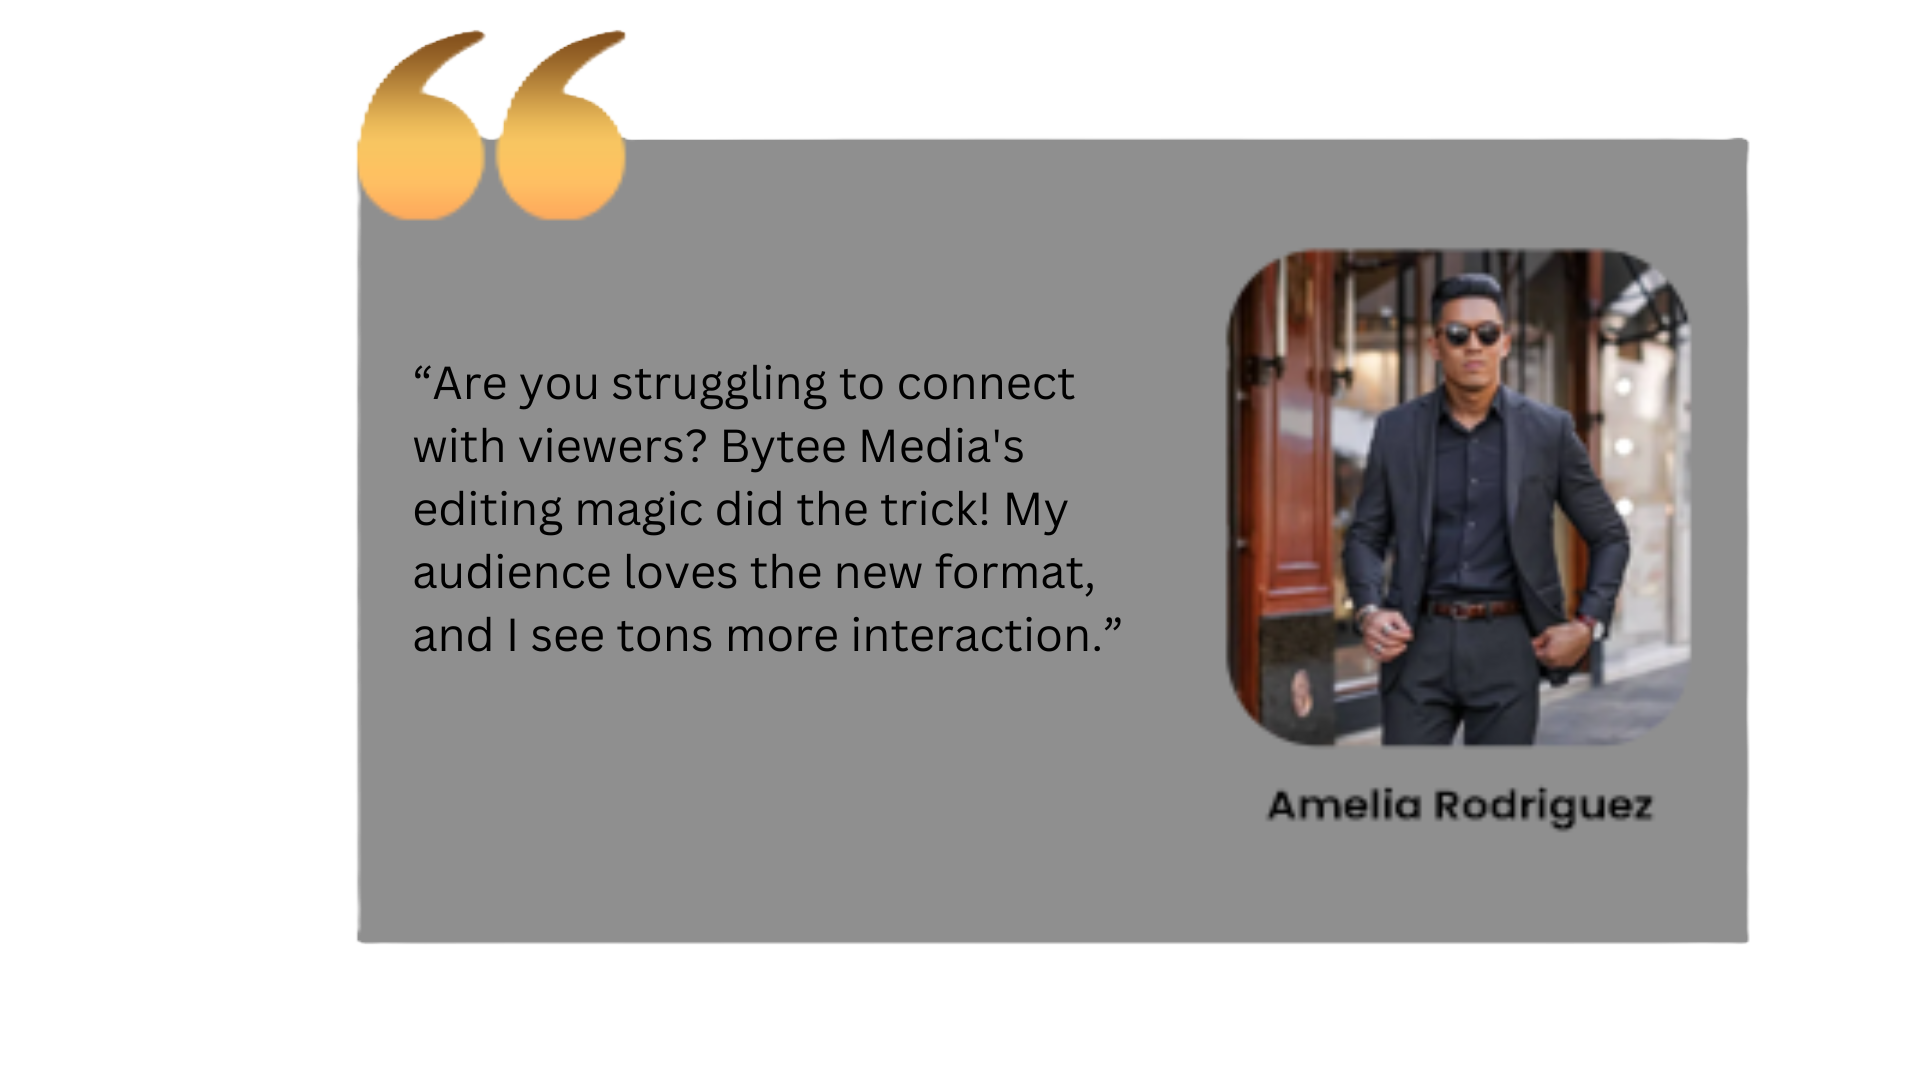 “Are you struggling to connect
with viewers? Bytee Media's
editing magic did the trick! My
audience loves the new format,
and I see tons more interaction.”
Amelia Rodriguez